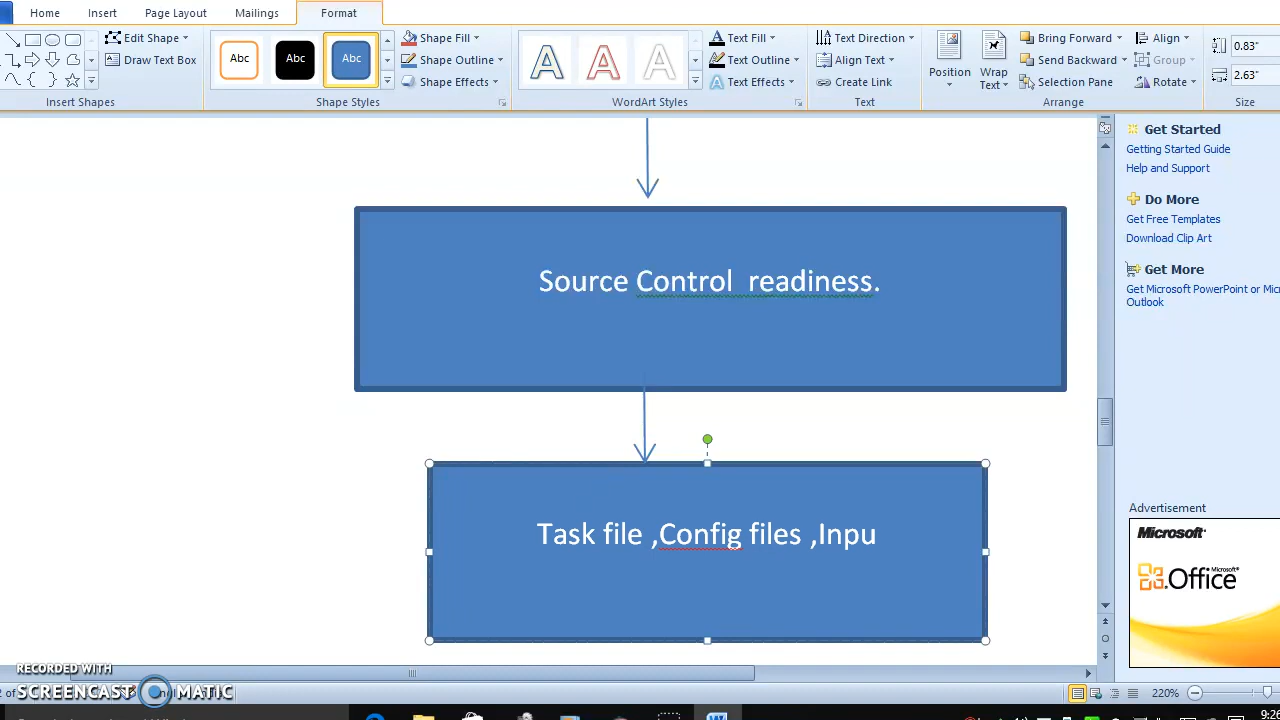 Home Insert Page Layout Mailings Format
Edit Shape
Draw Text Box
Insert Shapes
Abc Abc Abc
Shape Fill
Shape Outline
Shape Effects
Shape Styles
A A A
Text Fill
Text Outline
Text Effects
WordArt Styles
Text Direction
Align Text
Create Link
Text
Position
Wrap Text
Bring Forward
Send Backward
Selection Pane
Align
Group
Rotate
Arrange
0.83"
2.63"
Size
Source Control readiness.
Task file ,Config files ,Inpu
Get Started
Getting Started Guide
Help and Support
Do More
Get Free Templates
Download Clip Art
Get More
Get Microsoft PowerPoint or
Outlook
Advertisement
Microsoft
Microsoft
Office
RECORDED WITH
SCREENCAST MATIC
220%
9:26